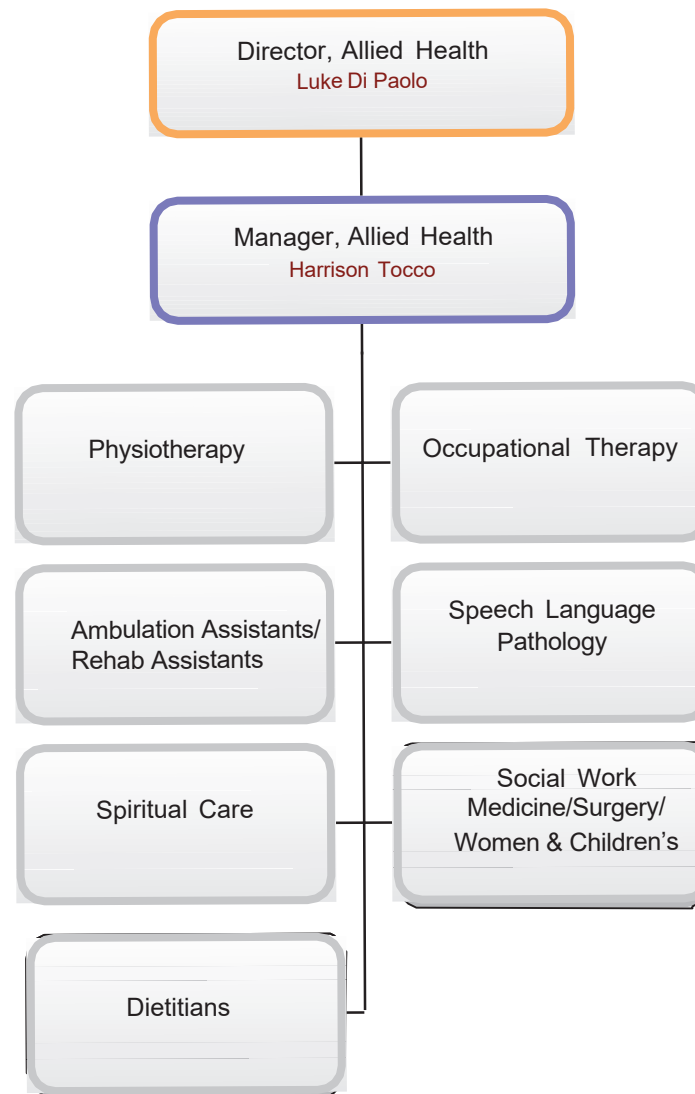 Director, Allied Health
Luke Di Paolo
Manager, Allied Health
Harrison Tocco
Physiotherapy
Occupational Therapy
Ambulation Assistants/
Rehab Assistants
Speech Language
Pathology
Spiritual Care
Social Work
Medicine/Surgery/
Women & Children’s
Dietitians